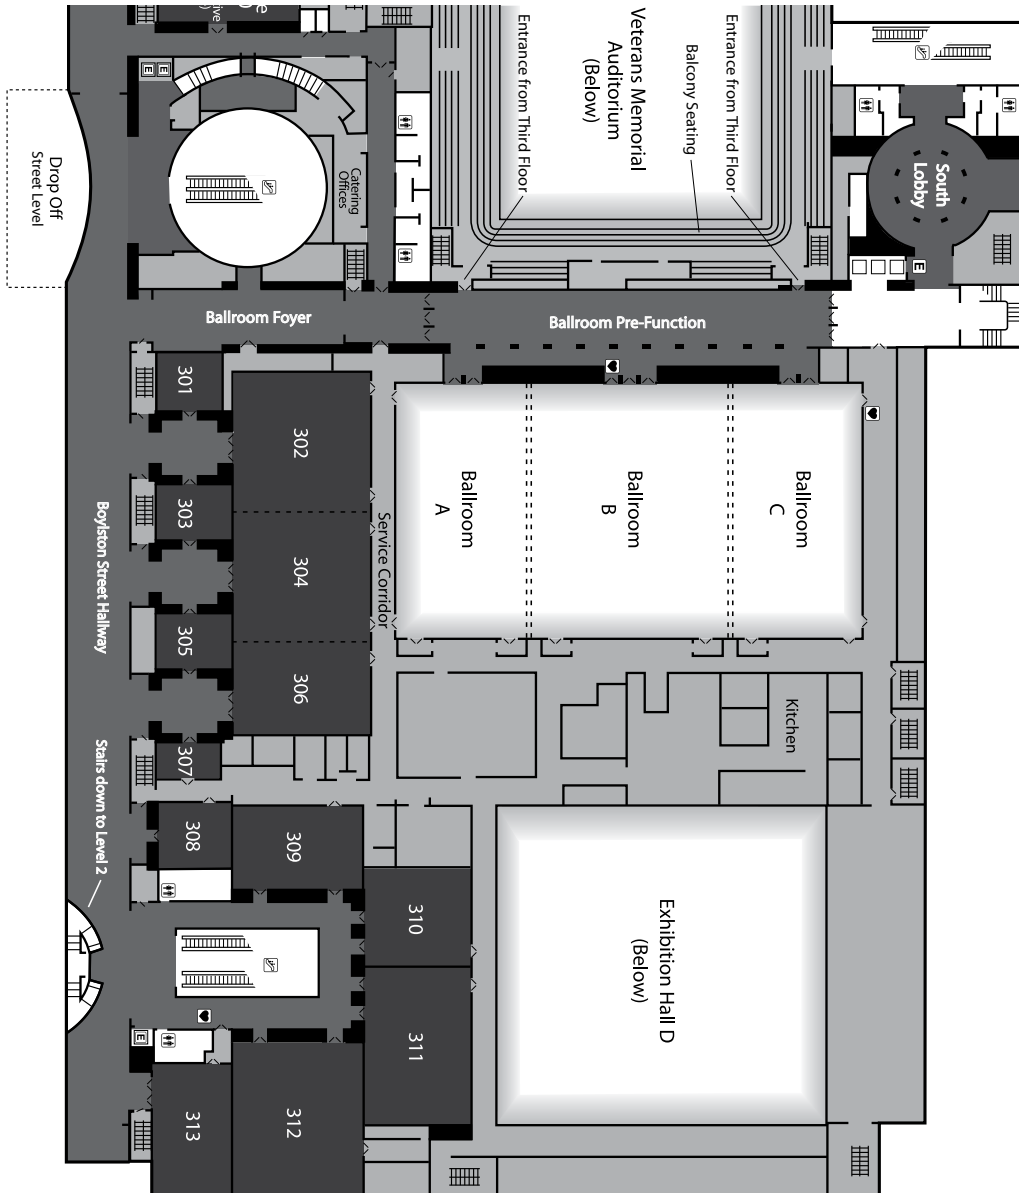 Veterans Memorial
Auditorium
(Below)
Entrance from Third Floor
Balcony Seating
Entrance from Third Floor
South
Lobby
E
E
E
Drop Off
Street Level
Catering
Offices
Ballroom Foyer
Ballroom Pre-Function
301
302
303
304
305
306
307
Service Corridor
Ballroom
A
Ballroom
B
Ballroom
C
Boylston Street Hallway
Kitchen
Stairs down to Level 2
308
309
310
311
Exhibition Hall D
(Below)
E
312
313